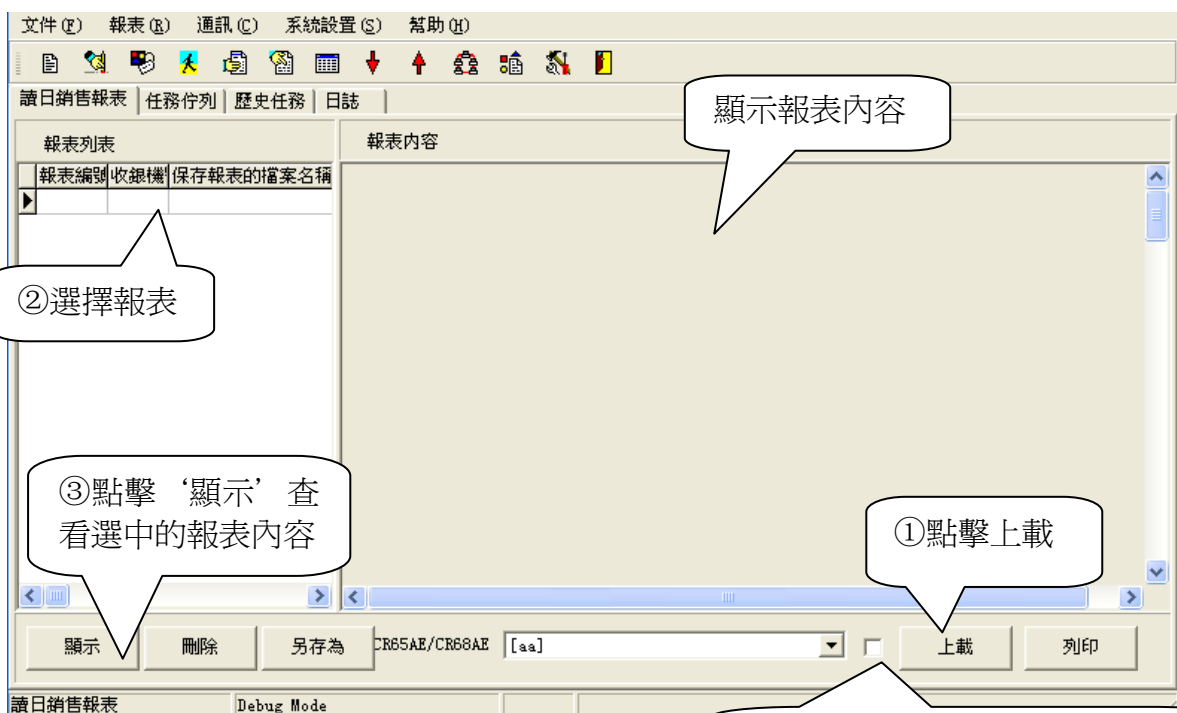 文件(F) 報表(R) 通訊(C) 系統設置(S) 幫助(H)
讀日銷售報表 任務佇列 歷史任務 日誌
顯示報表內容
報表列表
報表內容
報表編號 收銀機 保存報表的檔案名稱
②選擇報表
③點擊‘顯示’查
看選中的報表內容
①點擊上載
顯示 刪除 另存為 CR65AE/CR68AE [aa] 上載 列印
讀日銷售報表 Debug Mode